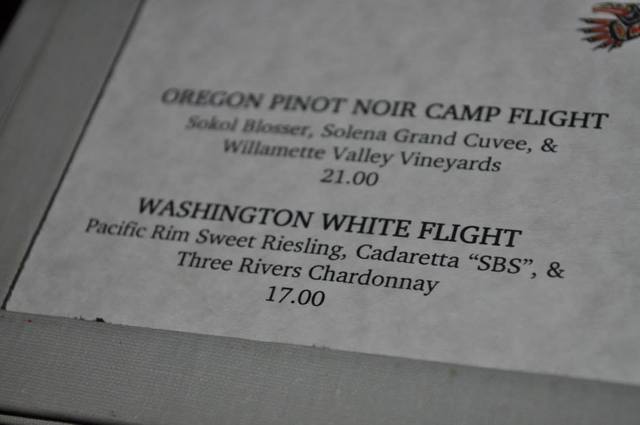 OREGON PINOT NOIR CAMP FLIGHT
Sokol Blosser, Solena Grand Cuvee, &
Willamette Valley Vineyards
21.00
WASHINGTON WHITE FLIGHT
Pacific Rim Sweet Riesling, Cadaretta "SBS", &
Three Rivers Chardonnay
17.00